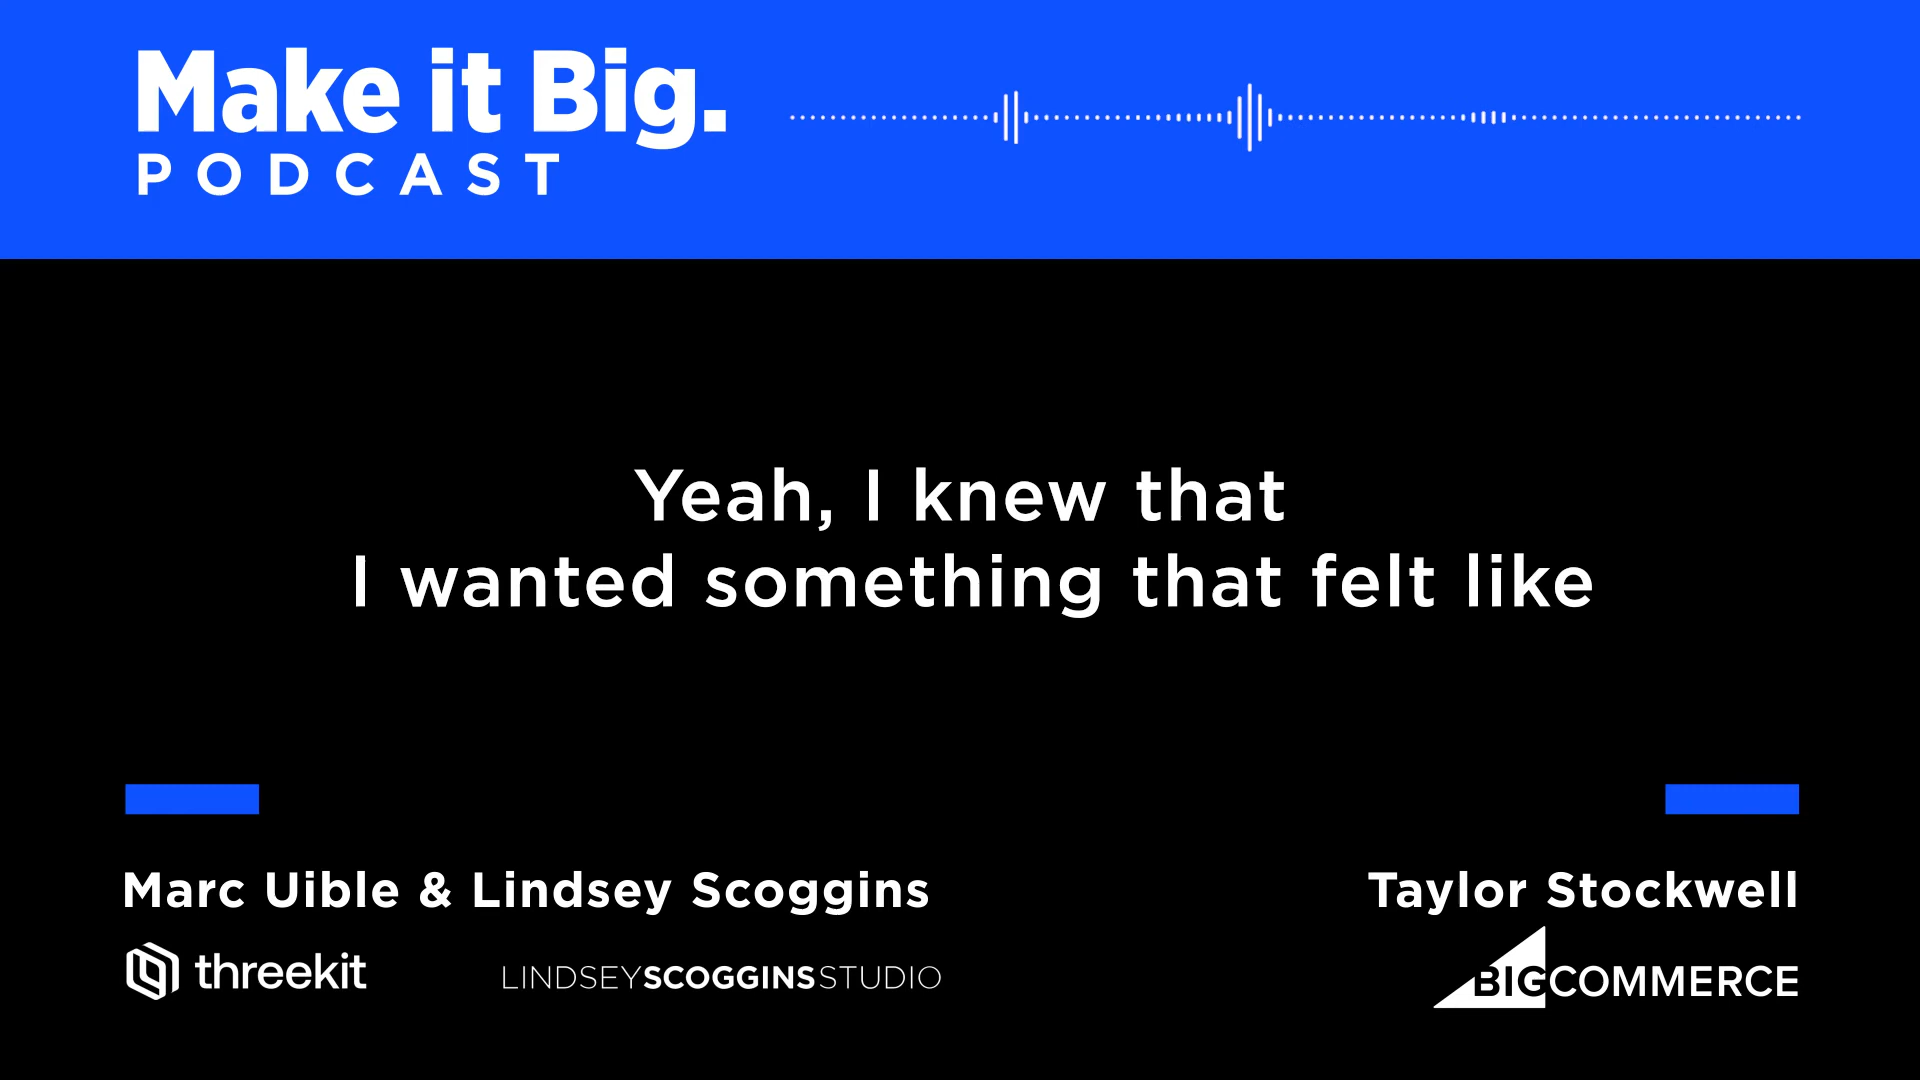 Make it Big.
PODCAST
Yeah, I knew that
I wanted something that felt like
Marc Uible & Lindsey Scoggins
threekit
LINDSEYSCOGGINSSTUDIO
Taylor Stockwell
BIGCOMMERCE